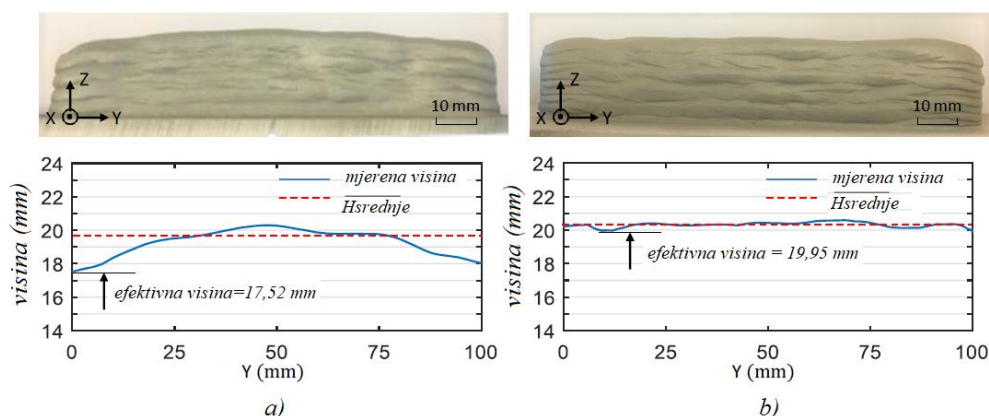 Z
X
Y
10 mm
Z
X
Y
10 mm
visina (mm)
24
22
20
18
16
14
mjerena visina
Hsrednje
efektivna visina=17,52 mm
0
25
50
75
100
Y (mm)
a)
visina (mm)
24
22
20
18
16
14
mjerena visina
Hsrednje
efektivna visina = 19,95 mm
0
25
50
75
100
Y (mm)
b)